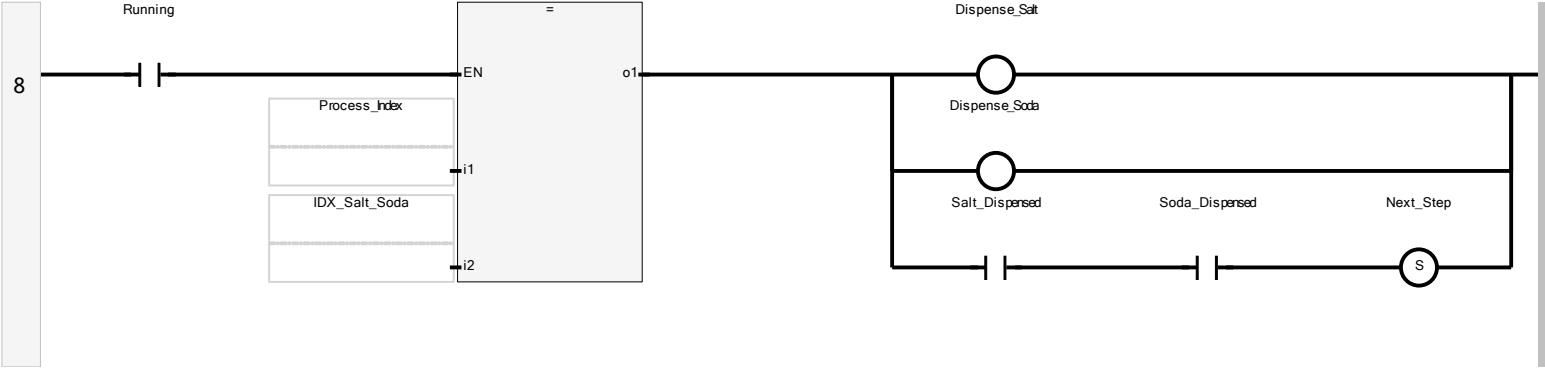 Running
=
Dispense_Salt
8
EN
o1
Process_Index
Dispense_Soda
i1
IDX_Salt_Soda
Salt_Dispensed
Soda_Dispensed
Next_Step
i2
S